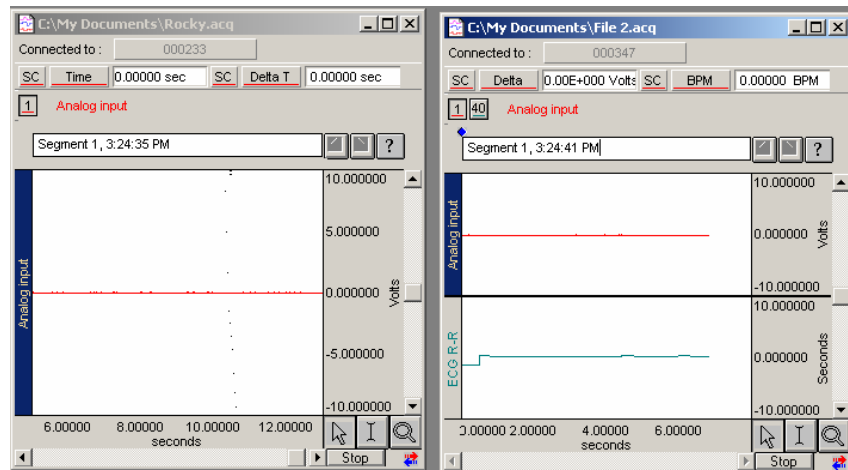 C:\My Documents\Rocky.acq
Connected to : 000233
SC Time 0.00000 sec SC Delta T 0.00000 sec
1 Analog input
Segment 1, 3:24:35 PM ?
10.000000
5.000000
0.000000
-5.000000
-10.000000
Analog input
Volts
6.00000 8.00000 10.00000 12.00000
seconds
Stop
C:\My Documents\File 2.acq
Connected to : 000347
SC Delta 0.00E+000 Volts SC BPM 0.00000 BPM
1 40 Analog input
Segment 1, 3:24:41 PM ?
10.000000
0.000000
-10.000000
Analog input
Volts
10.000000
0.000000
-10.000000
ECG R-R
Seconds
0.00000 2.00000 4.00000 6.00000
seconds
Stop